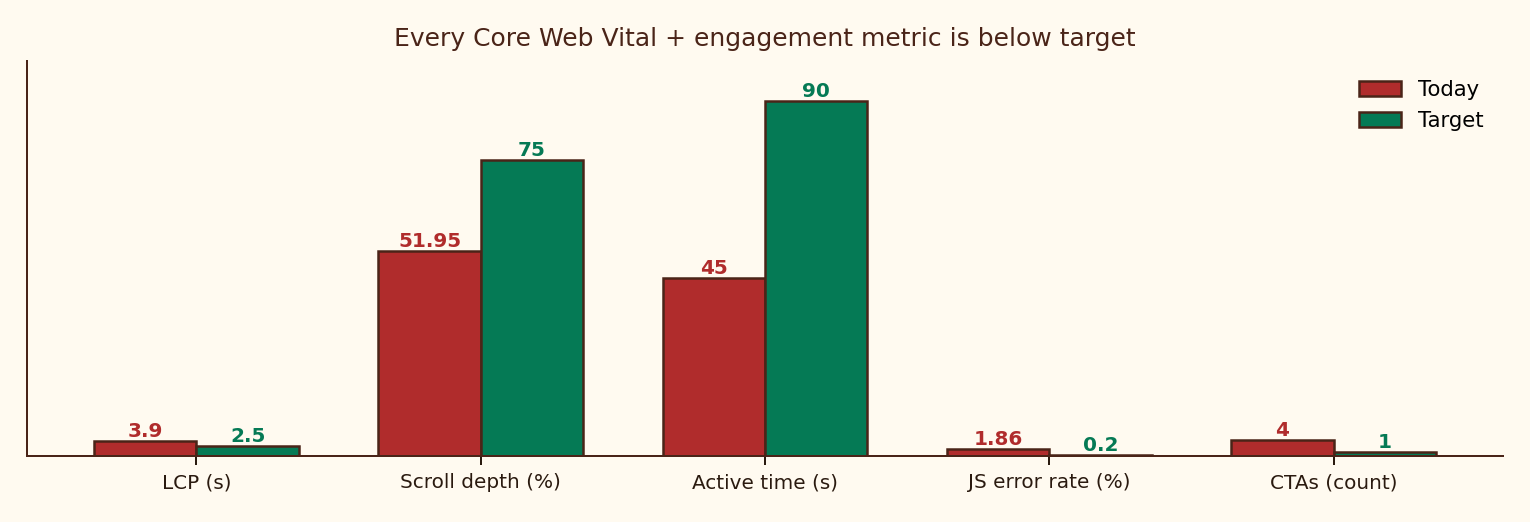 Every Core Web Vital + engagement metric is below target
Today
Target
90
75
51.95
45
3.9
2.5
1.86
0.2
4
1
LCP (s)
Scroll depth (%)
Active time (s)
JS error rate (%)
CTAs (count)